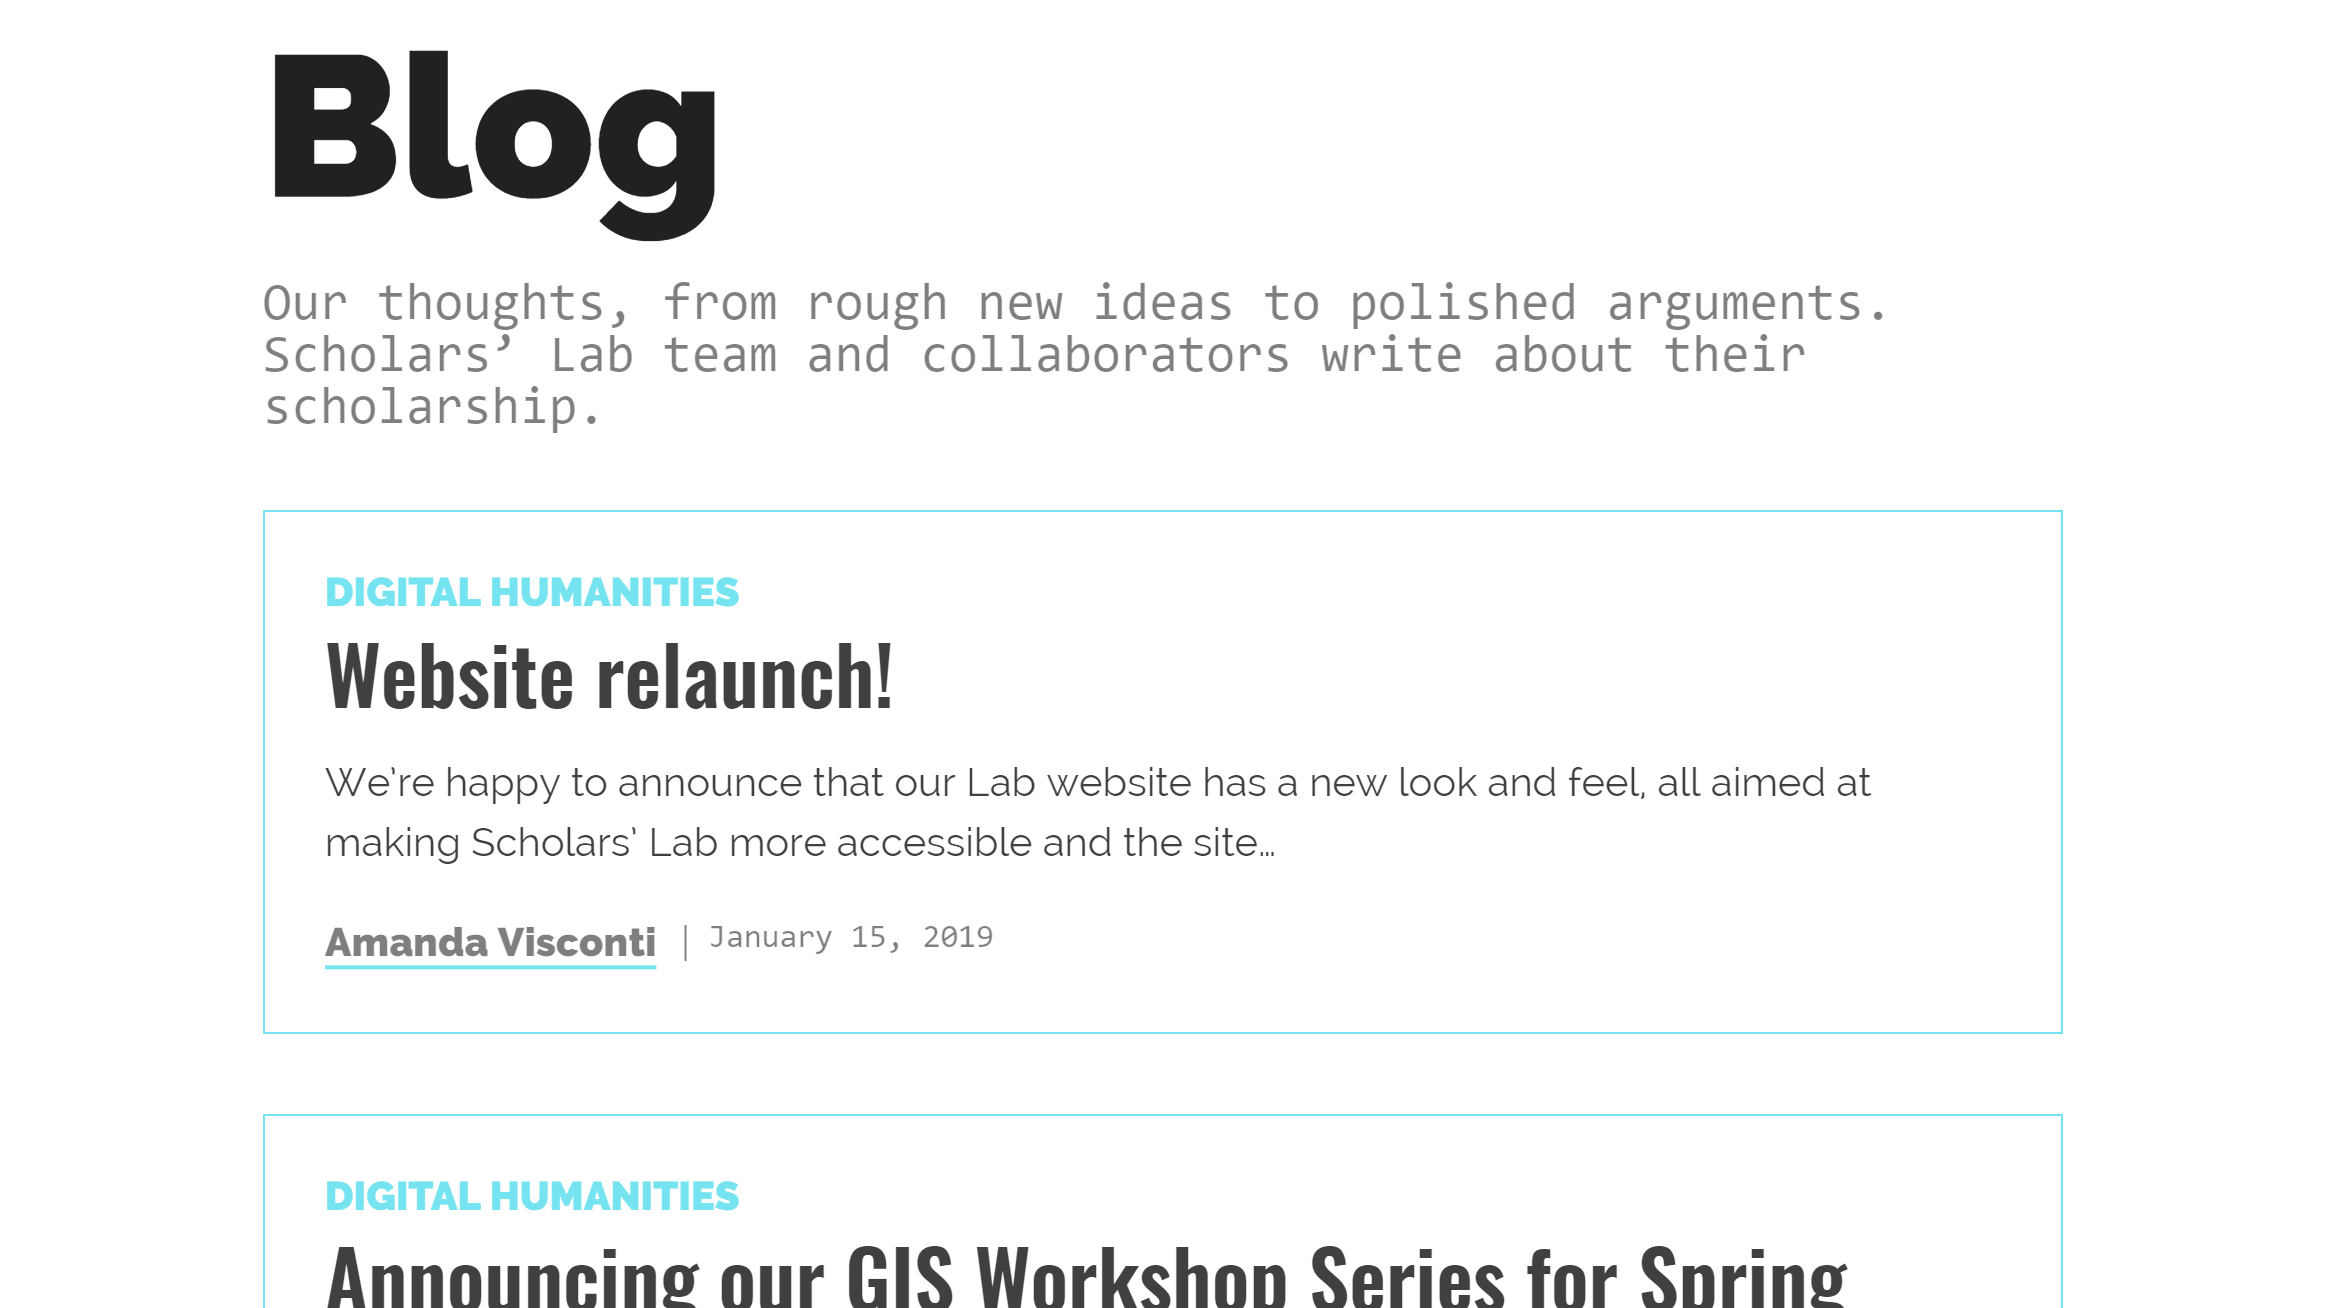 Blog
Our thoughts, from rough new ideas to polished arguments.
Scholars’ Lab team and collaborators write about their
scholarship.
DIGITAL HUMANITIES
Website relaunch!
We’re happy to announce that our Lab website has a new look and feel, all aimed at
making Scholars’ Lab more accessible and the site…
Amanda Visconti | January 15, 2019
DIGITAL HUMANITIES
Announcing our GIS Workshop Series for Spring